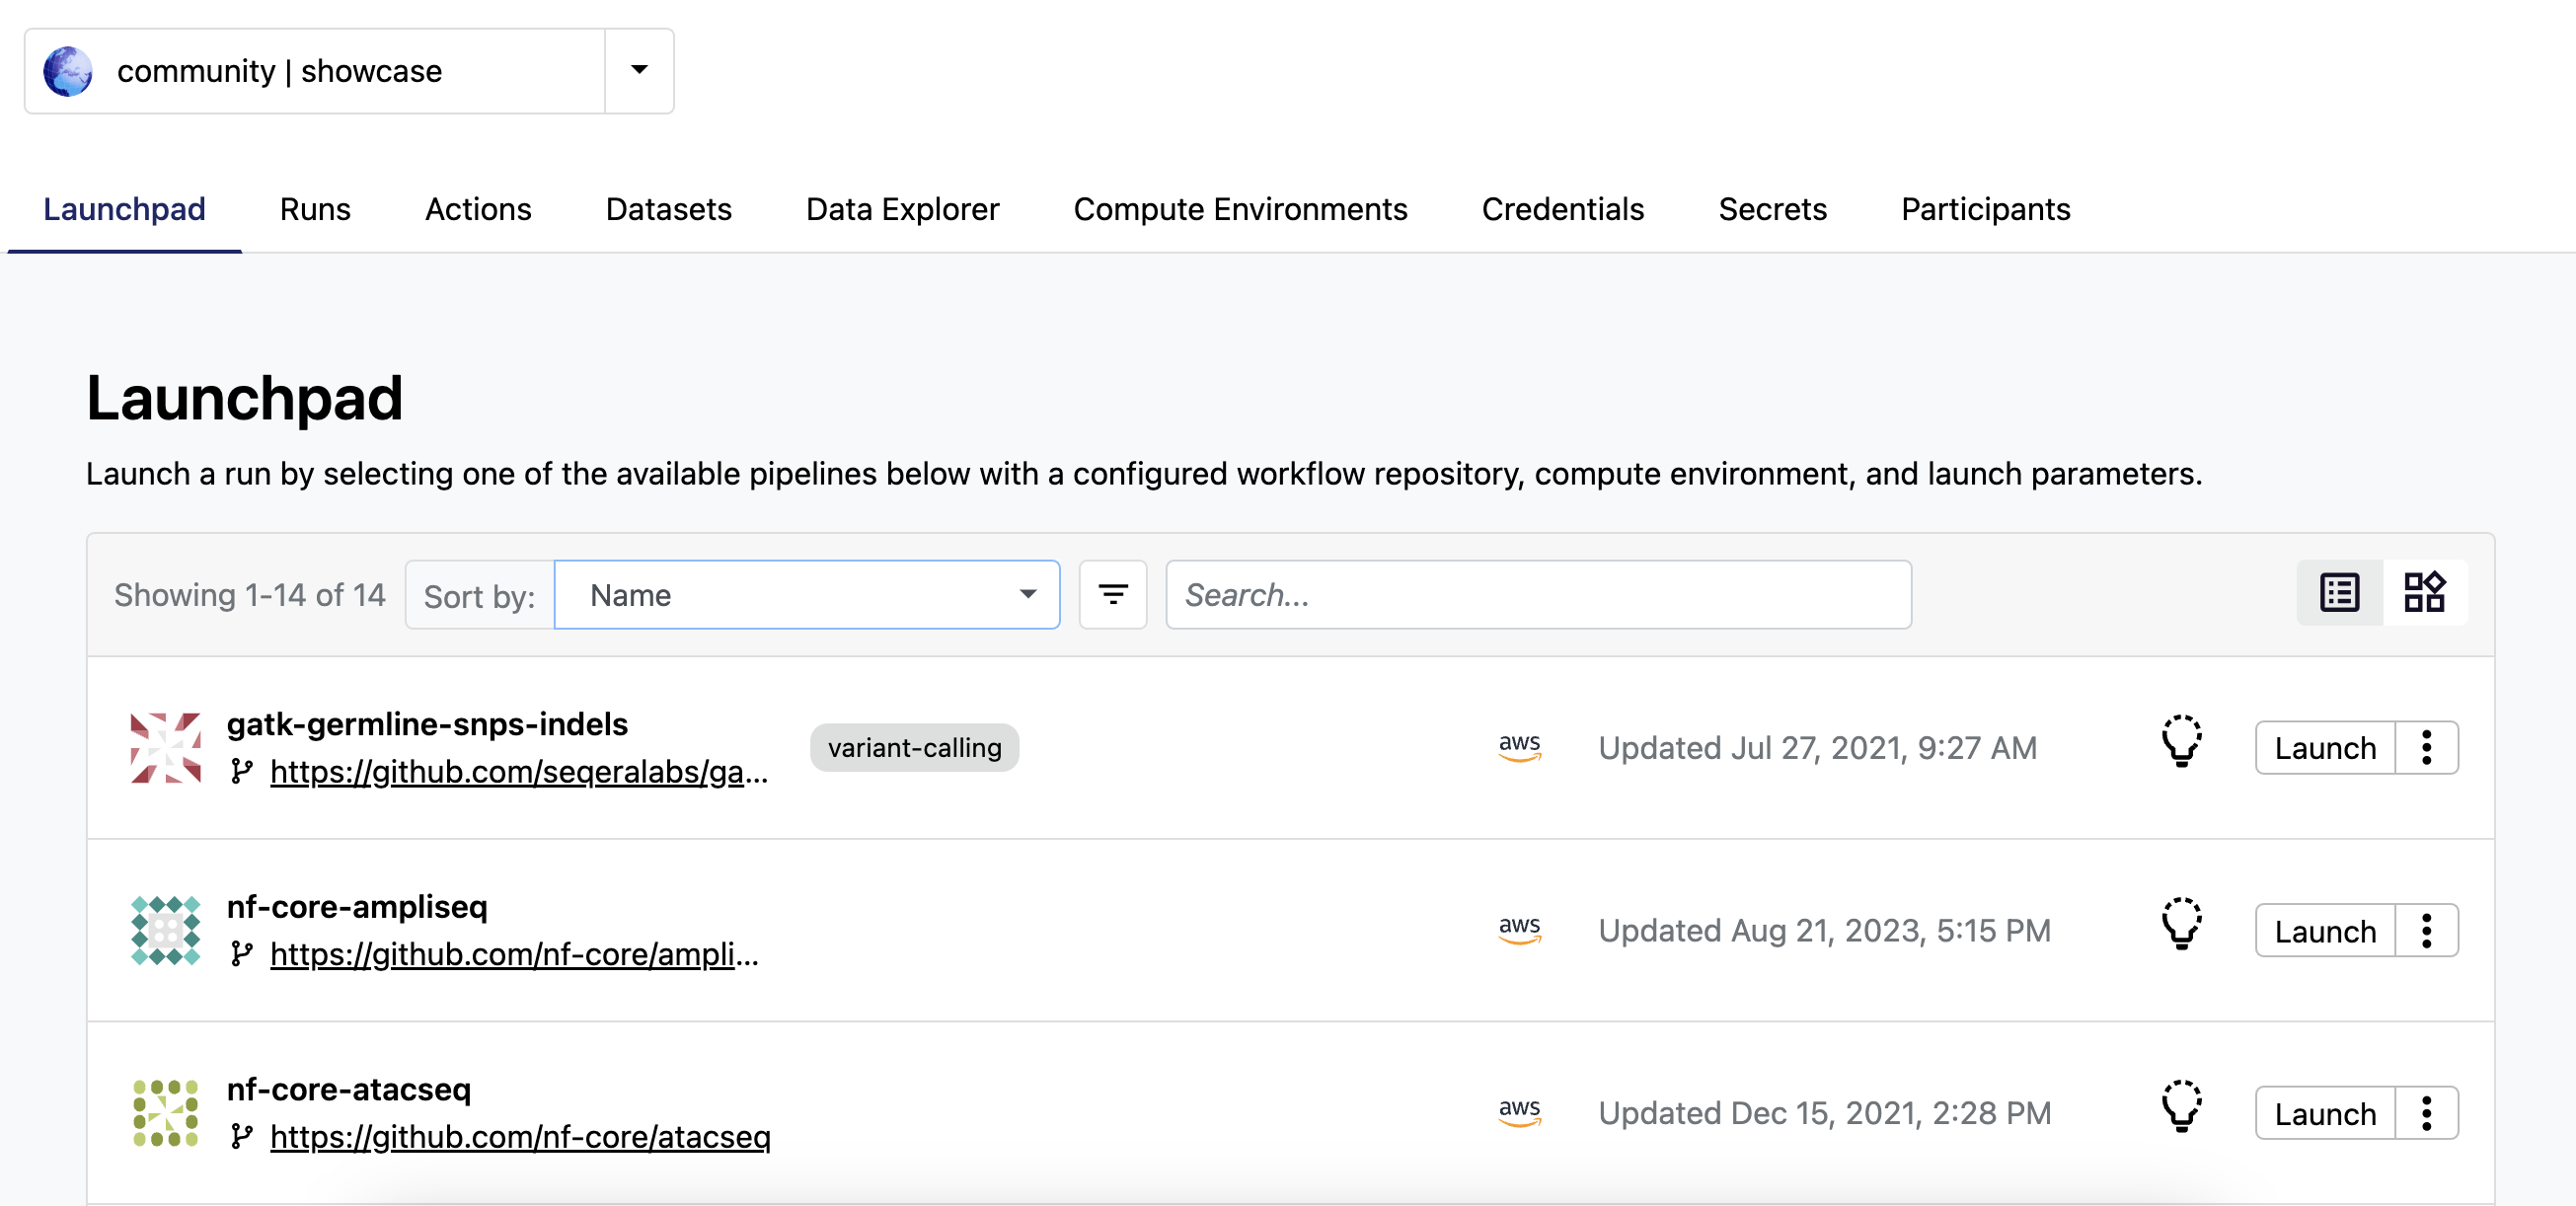 community | showcase
Launchpad Runs Actions Datasets Data Explorer Compute Environments Credentials Secrets Participants
Launchpad
Launch a run by selecting one of the available pipelines below with a configured workflow repository, compute environment, and launch parameters.
Showing 1-14 of 14 Sort by: Name Search...
gatk-germline-snps-indels
https://github.com/seqeralabs/ga...
variant-calling
aws
Updated Jul 27, 2021, 9:27 AM
Launch
nf-core-ampliseq
https://github.com/nf-core/ampli...
aws
Updated Aug 21, 2023, 5:15 PM
Launch
nf-core-atacseq
https://github.com/nf-core/atacseq
aws
Updated Dec 15, 2021, 2:28 PM
Launch